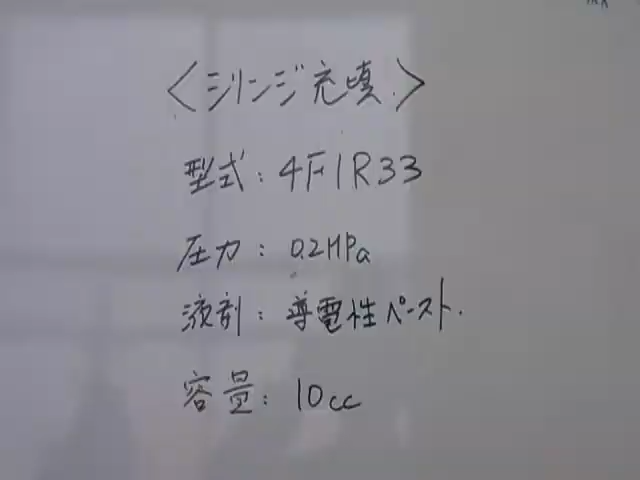 <シリンジ充填>
型式：4F1R33
圧力：0.2MPa
液剤：導電性ペースト.
容量：10cc